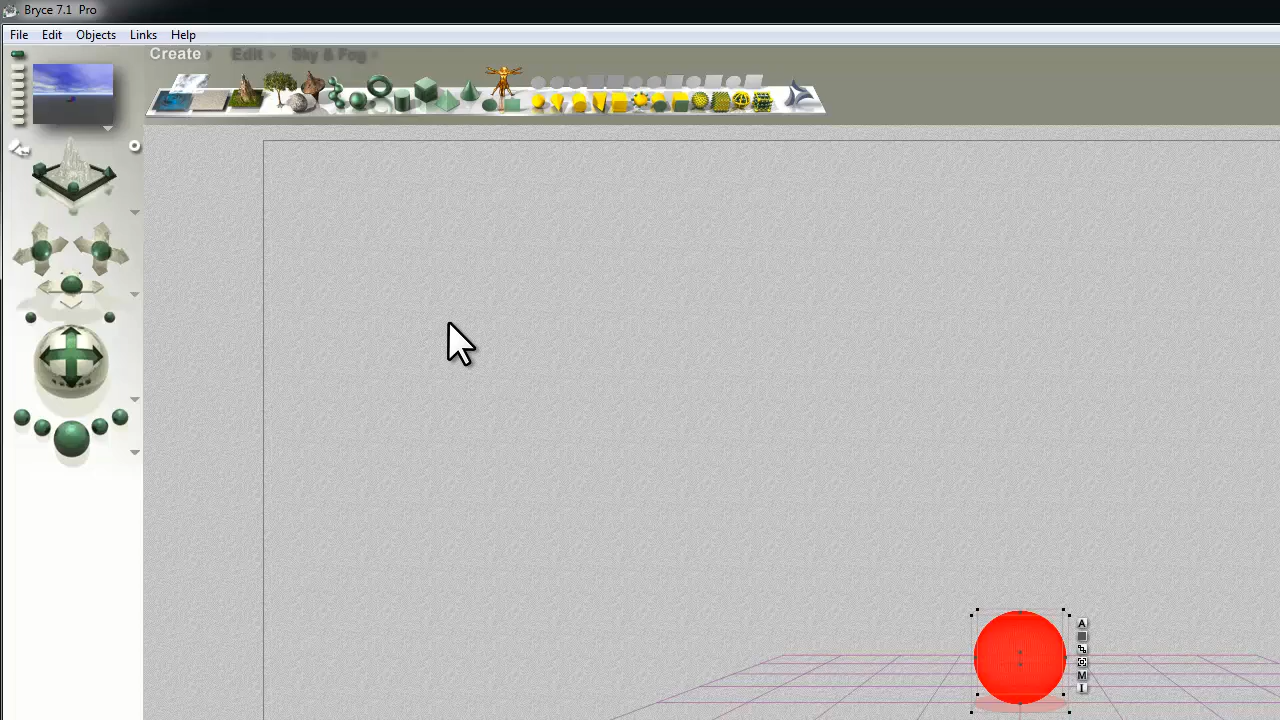 Bryce 7.1 Pro
File Edit Objects Links Help
Create Edit Sky & Fog
A
M
I